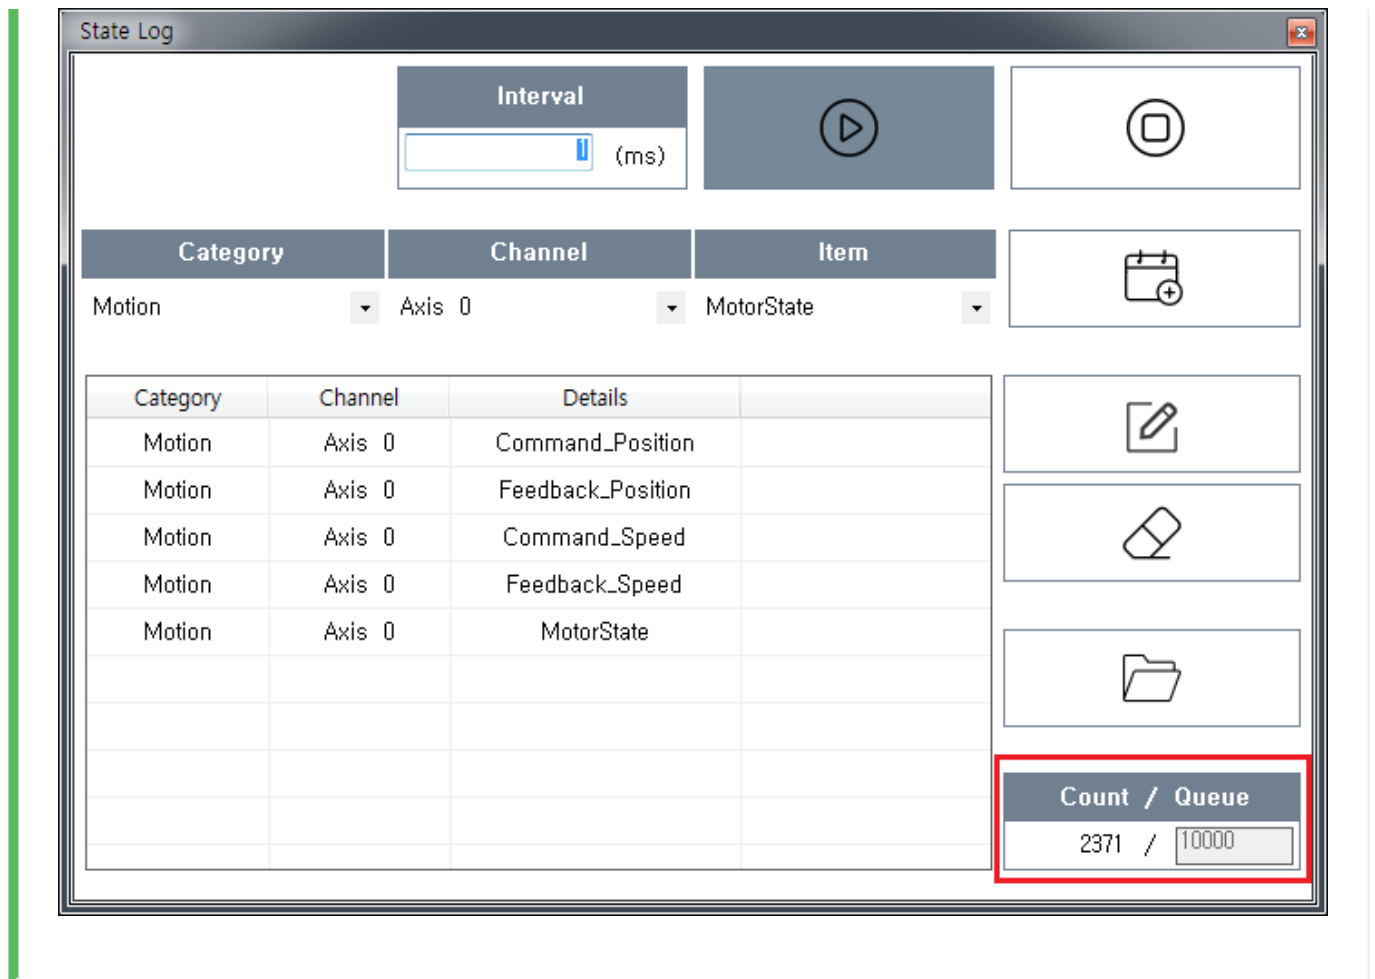 State Log
Interval
1 (ms)
Category Channel Item
Motion Axis 0 MotorState
Category Channel Details
Motion Axis 0 Command_Position
Motion Axis 0 Feedback_Position
Motion Axis 0 Command_Speed
Motion Axis 0 Feedback_Speed
Motion Axis 0 MotorState
Count / Queue
2371 / 10000